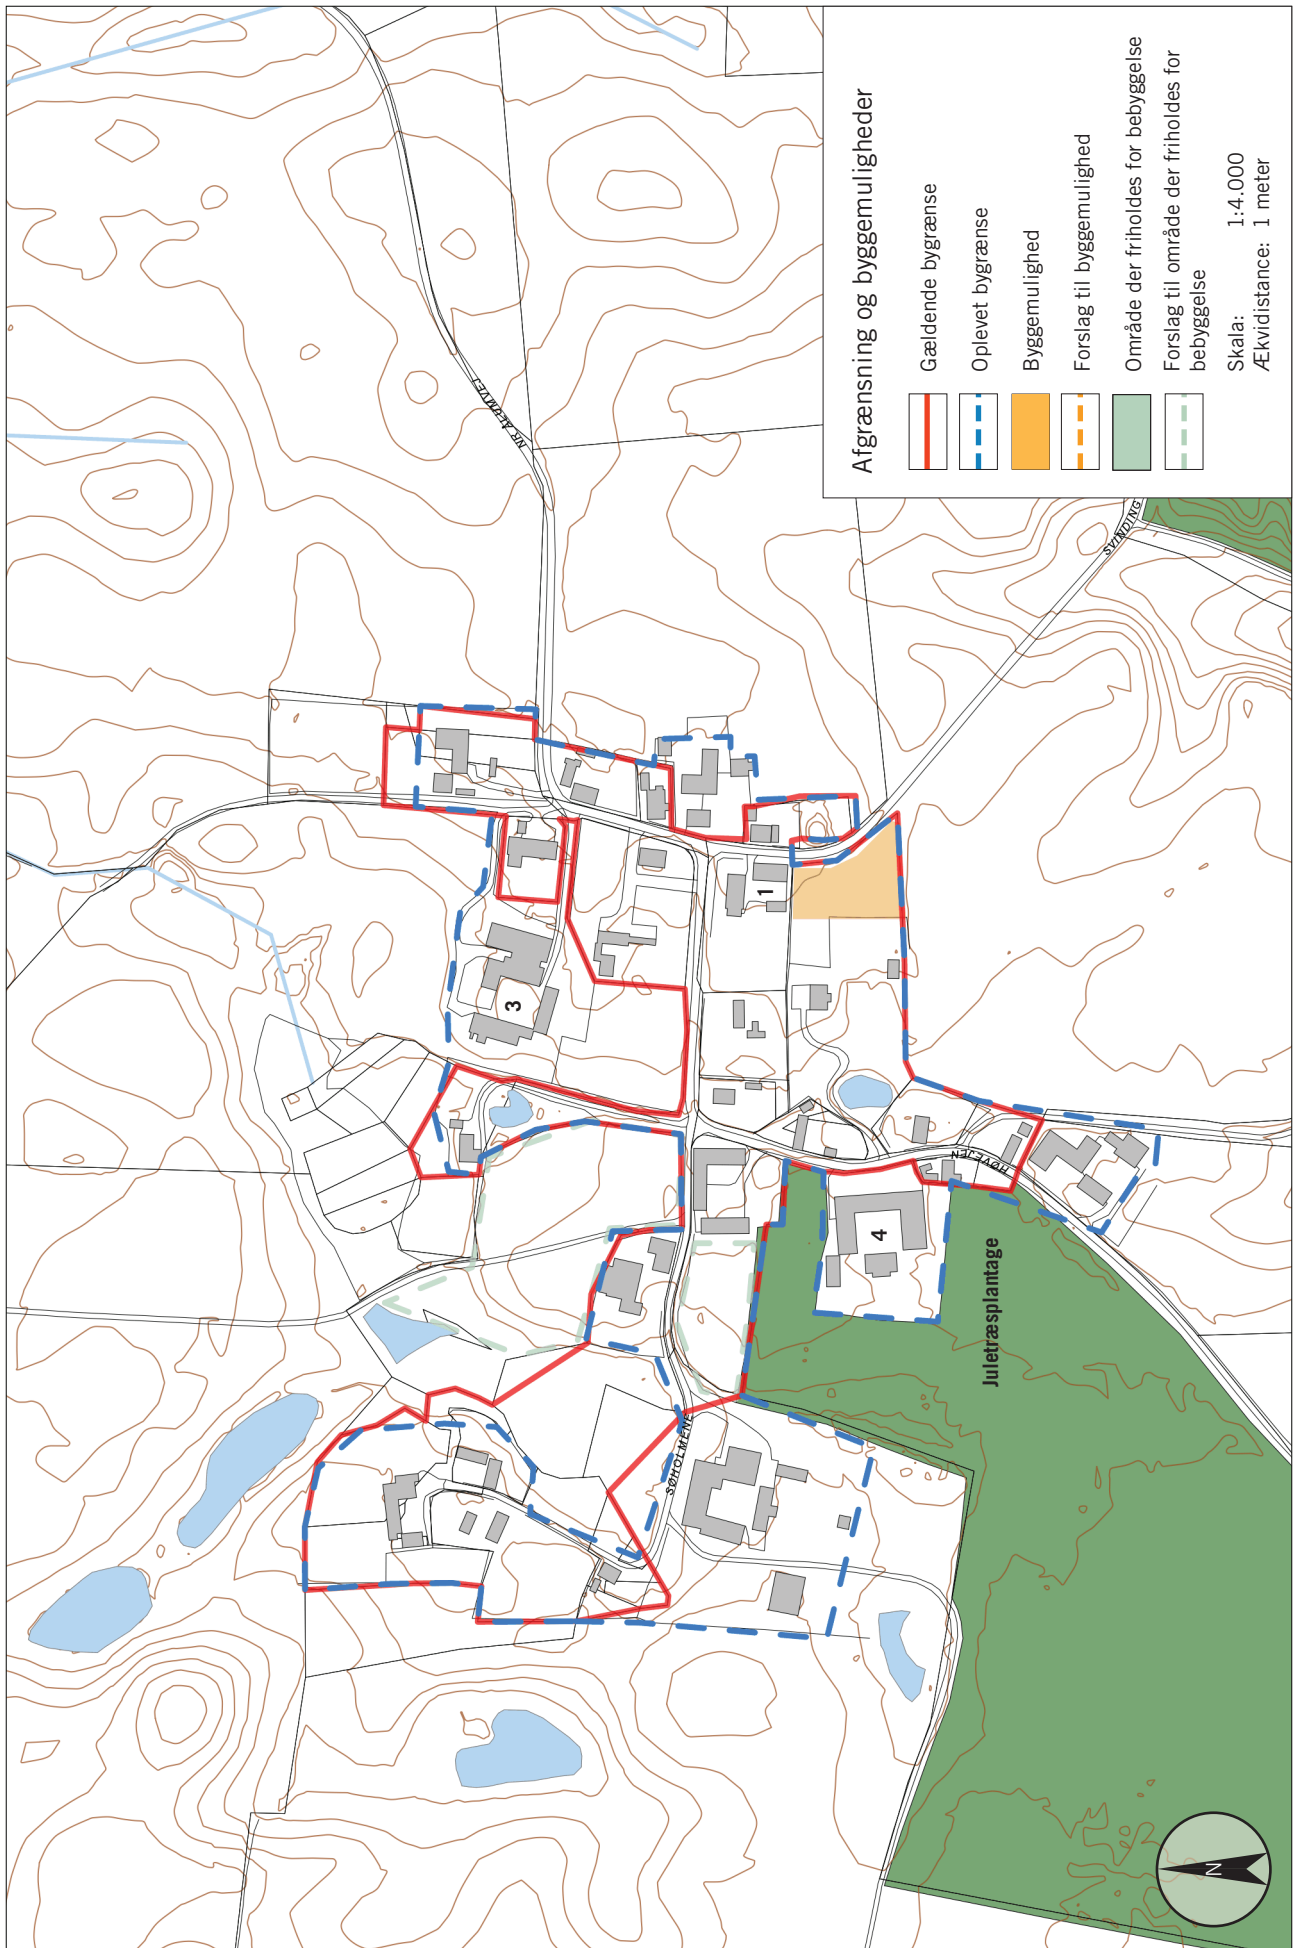 Afgrænsning og byggemuligheder
Gældende bygrænse
Oplevet bygrænse
Byggemulighed
Forslag til byggemulighed
Område der friholdes for bebyggelse
Forslag til område der friholdes for
bebyggelse
Skala: 1:4.000
Ækvidistance: 1 meter
NR ÅLUMVEJ
SVINDING
SØHOLMENE
HØVEJEN
Juletræsplantage
1
3
4
N